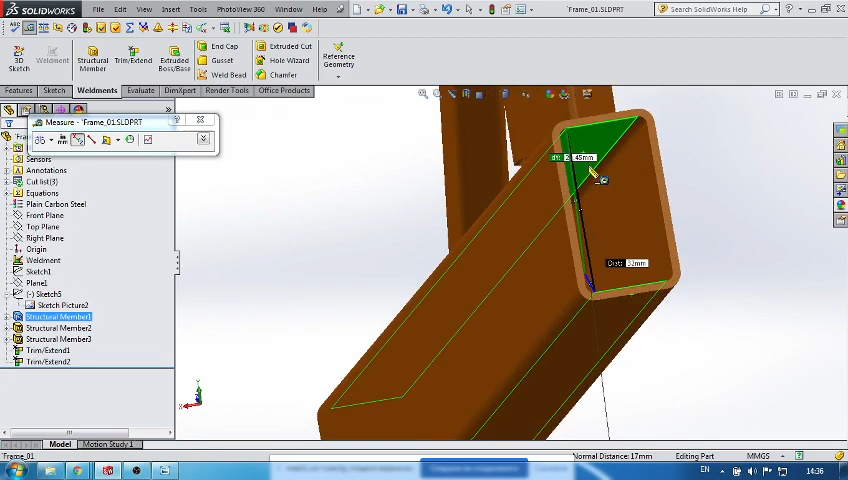 SOLIDWORKS File Edit View Insert Tools PhotoView 360 Window Help `Frame_01.SLDPRT Search SolidWorks Help
3D Sketch
Weldment
Structural Member
Trim/Extend
Extruded Boss/Base
End Cap
Gusset
Weld Bead
Extruded Cut
Hole Wizard
Chamfer
Reference Geometry
Features Sketch Weldments Evaluate DimXpert Render Tools Office Products
Measure - `Frame_01.SLDPRT
in mm
Sensors
Annotations
Cut list(3)
Equations
Plain Carbon Steel
Front Plane
Top Plane
Right Plane
Origin
Weldment
Sketch1
Plane1
(-) Sketch5
Sketch Picture2
Structural Member1
Structural Member2
Structural Member3
Trim/Extend1
Trim/Extend2
45mm
Dist:
Y
X
Model Motion Study 1
`Frame_01 Normal Distance: 17mm Editing Part MMGS
EN 14:36